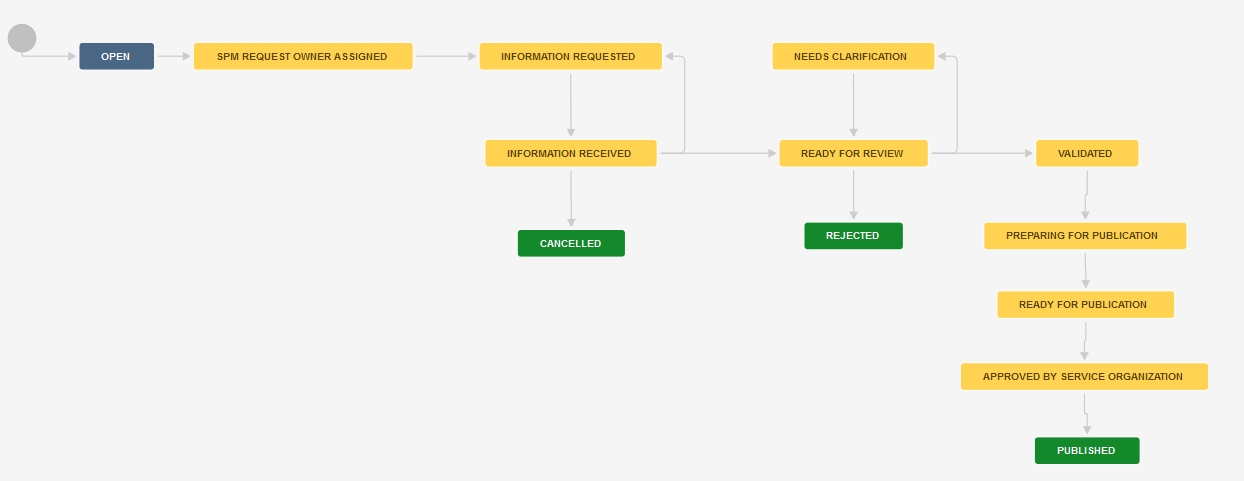 OPEN
SPM REQUEST OWNER ASSIGNED
INFORMATION REQUESTED
NEEDS CLARIFICATION
INFORMATION RECEIVED
READY FOR REVIEW
VALIDATED
CANCELLED
REJECTED
PREPARING FOR PUBLICATION
READY FOR PUBLICATION
APPROVED BY SERVICE ORGANIZATION
PUBLISHED